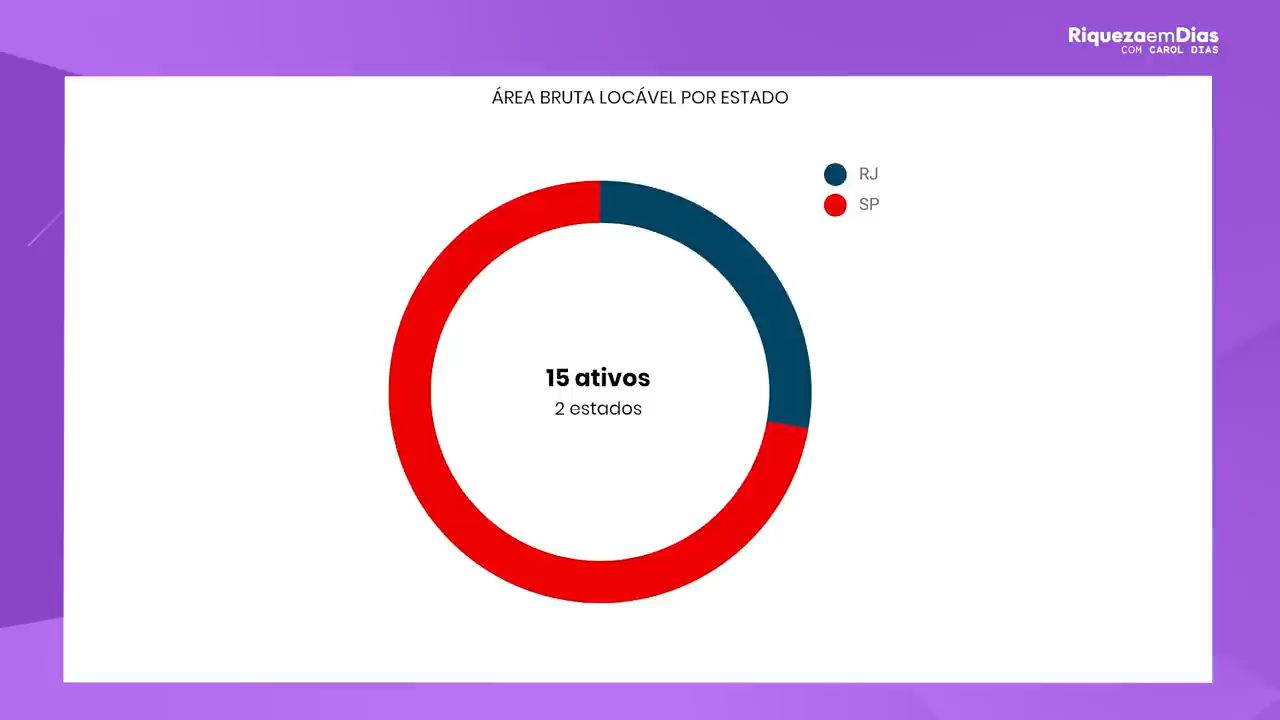 RiquezaemDias
COM CAROL DIAS
ÁREA BRUTA LOCÁVEL POR ESTADO
RJ
SP
15 ativos
2 estados